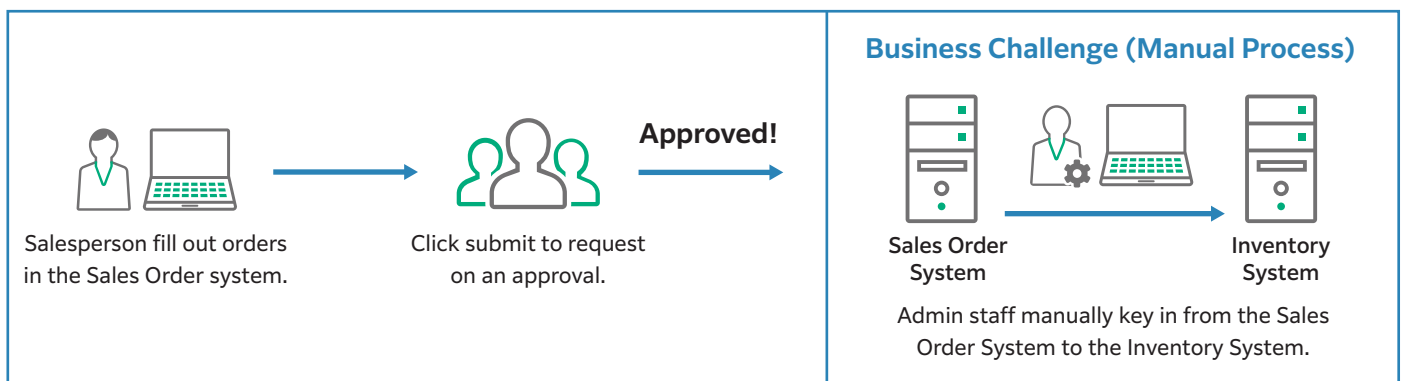 Business Challenge (Manual Process)
Approved!
Salesperson fill out orders
in the Sales Order system.
Click submit to request
on an approval.
Sales Order
System
Inventory
System
Admin staff manually key in from the Sales
Order System to the Inventory System.